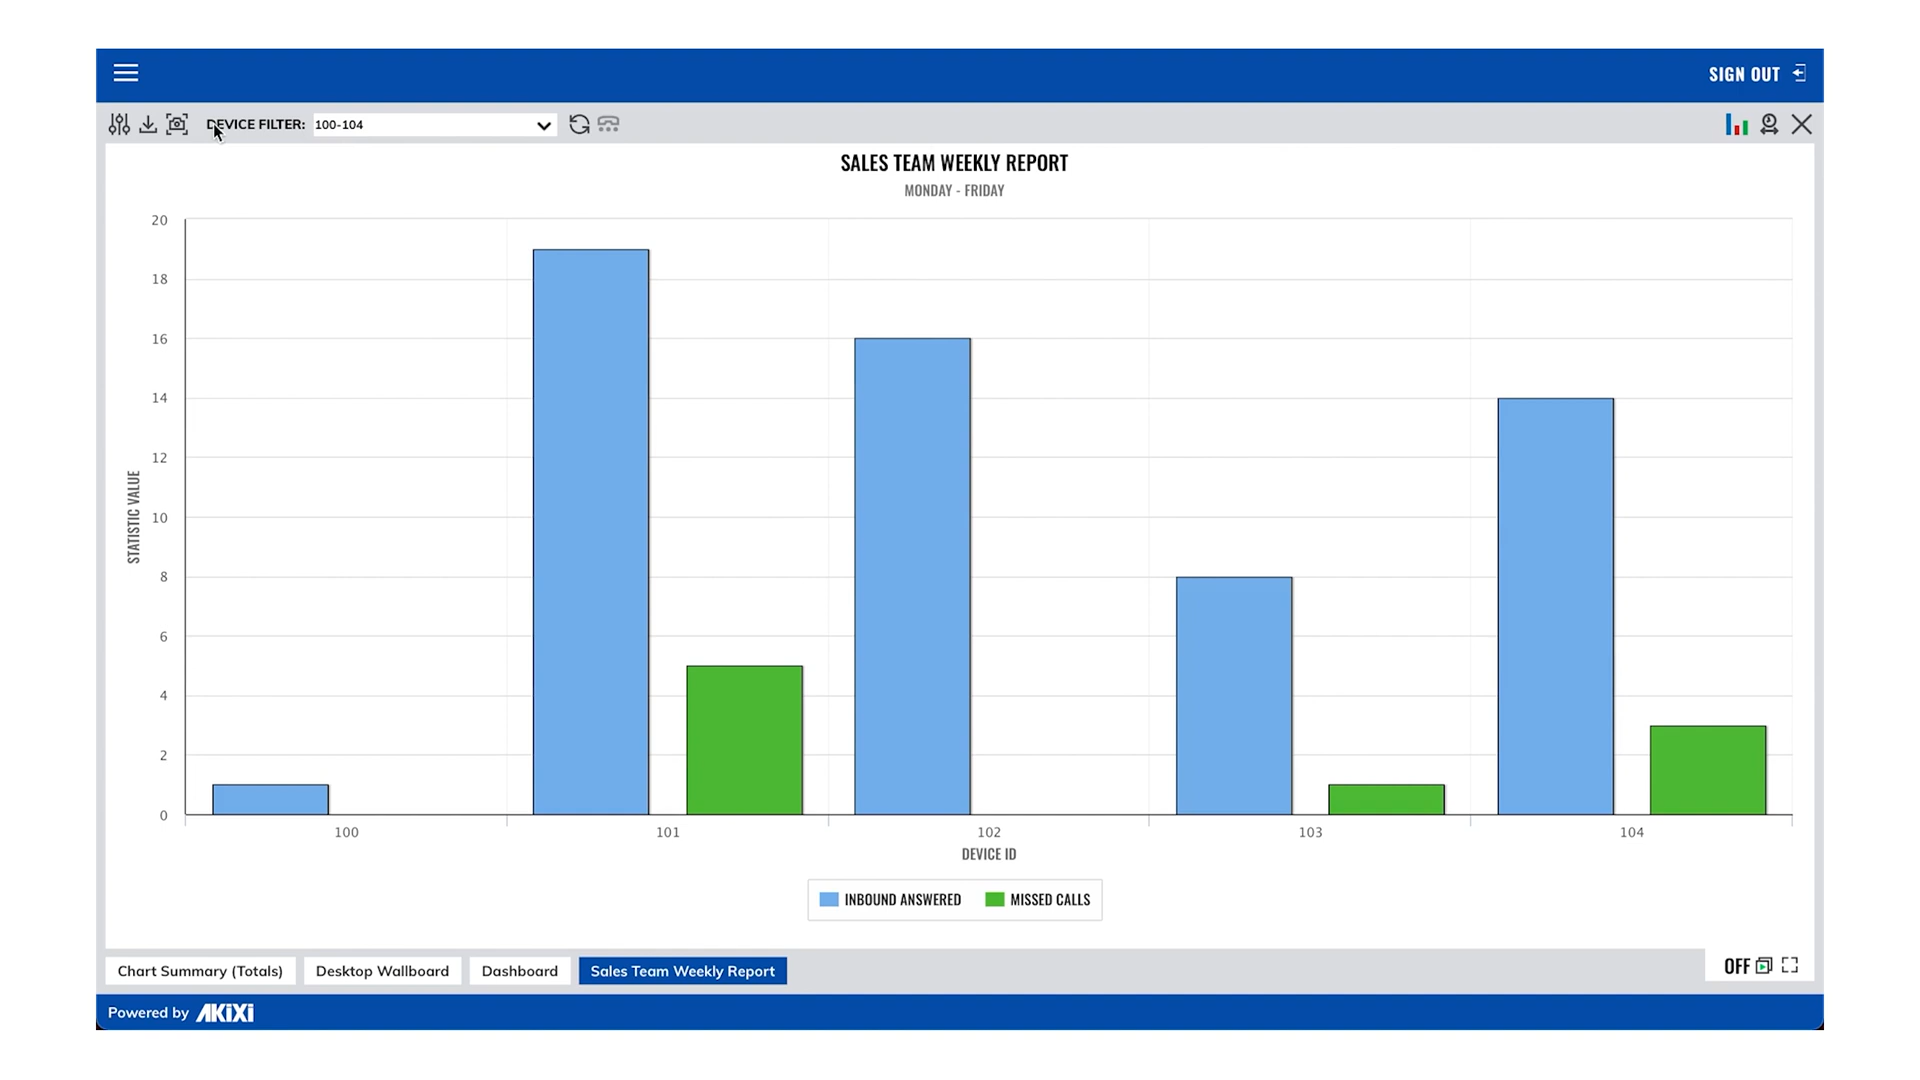 SIGN OUT
DEVICE FILTER: 100-104
SALES TEAM WEEKLY REPORT
MONDAY - FRIDAY
STATISTIC VALUE
20
18
16
14
12
10
8
6
4
2
0
100 101 102 103 104
DEVICE ID
INBOUND ANSWERED MISSED CALLS
Chart Summary (Totals) Desktop Wallboard Dashboard Sales Team Weekly Report OFF
Powered by AKIXI